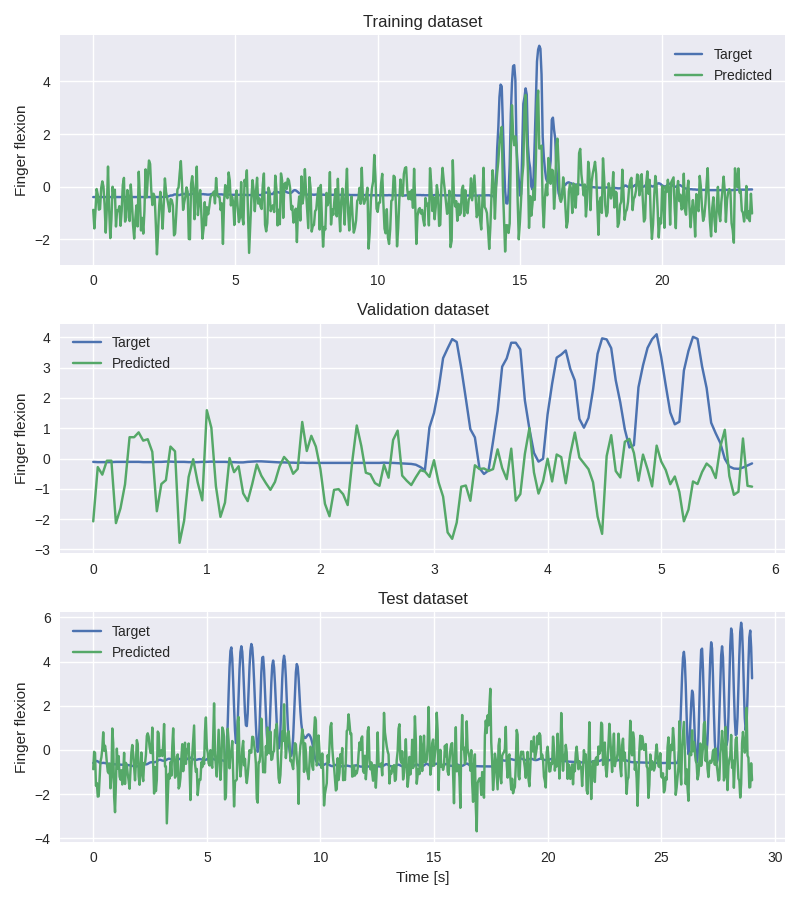 Training dataset
Finger flexion
4
2
0
−2
Target
Predicted
0
5
10
15
20
Validation dataset
Finger flexion
4
3
2
1
0
−1
−2
−3
Target
Predicted
0
1
2
3
4
5
6
Test dataset
Finger flexion
6
4
2
0
−2
−4
Target
Predicted
0
5
10
15
20
25
30
Time [s]